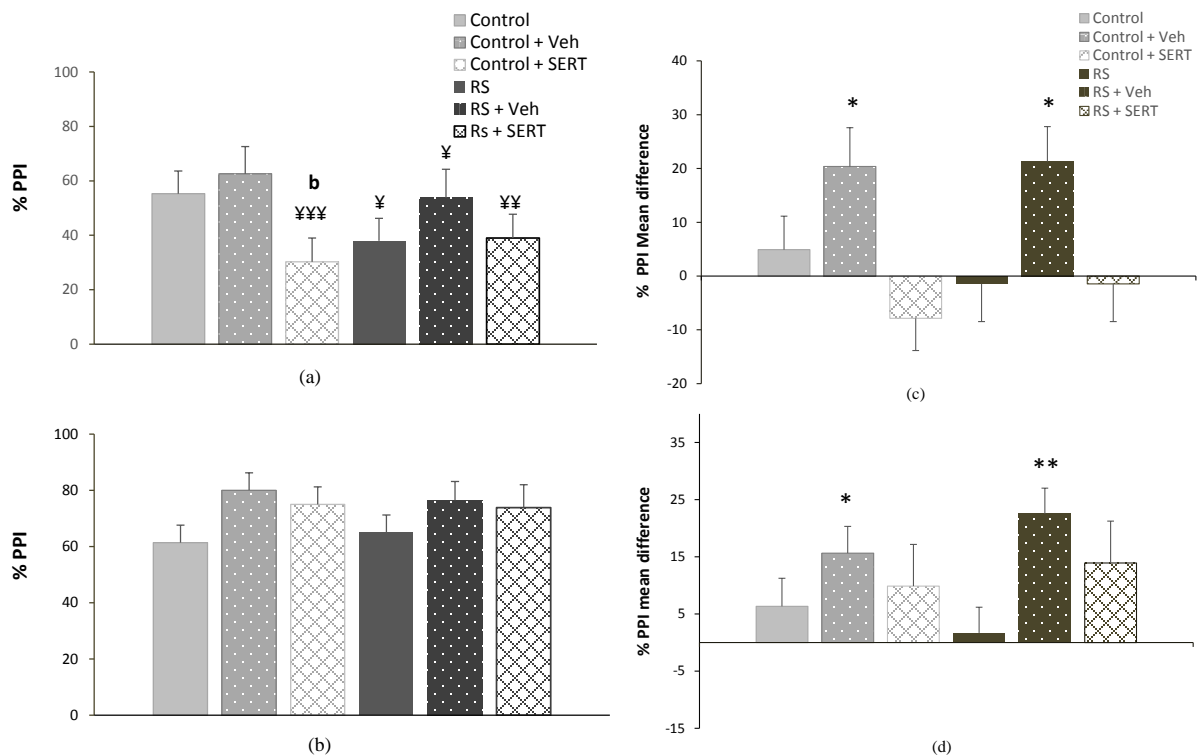 Control
Control + Veh
Control + SERT
RS
RS + Veh
Rs + SERT
100
80
60
40
20
0
% PPI
b
¥¥¥
¥
¥
¥¥
(a)
Control
Control + Veh
Control + SERT
RS
RS + Veh
RS + SERT
40
30
20
10
0
-10
-20
% PPI Mean difference
*
*
(c)
100
80
60
40
20
0
% PPI
(b)
35
25
15
5
-5
-15
% PPI mean difference
*
**
(d)